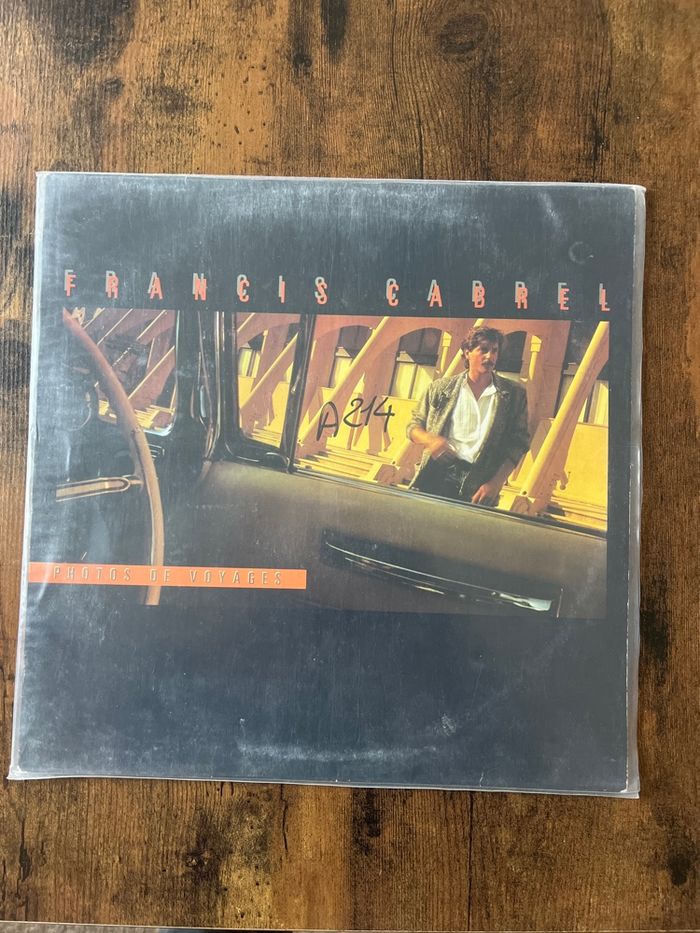 FRANCIS CABREL
A214
PHOTOS DE VOYAGES